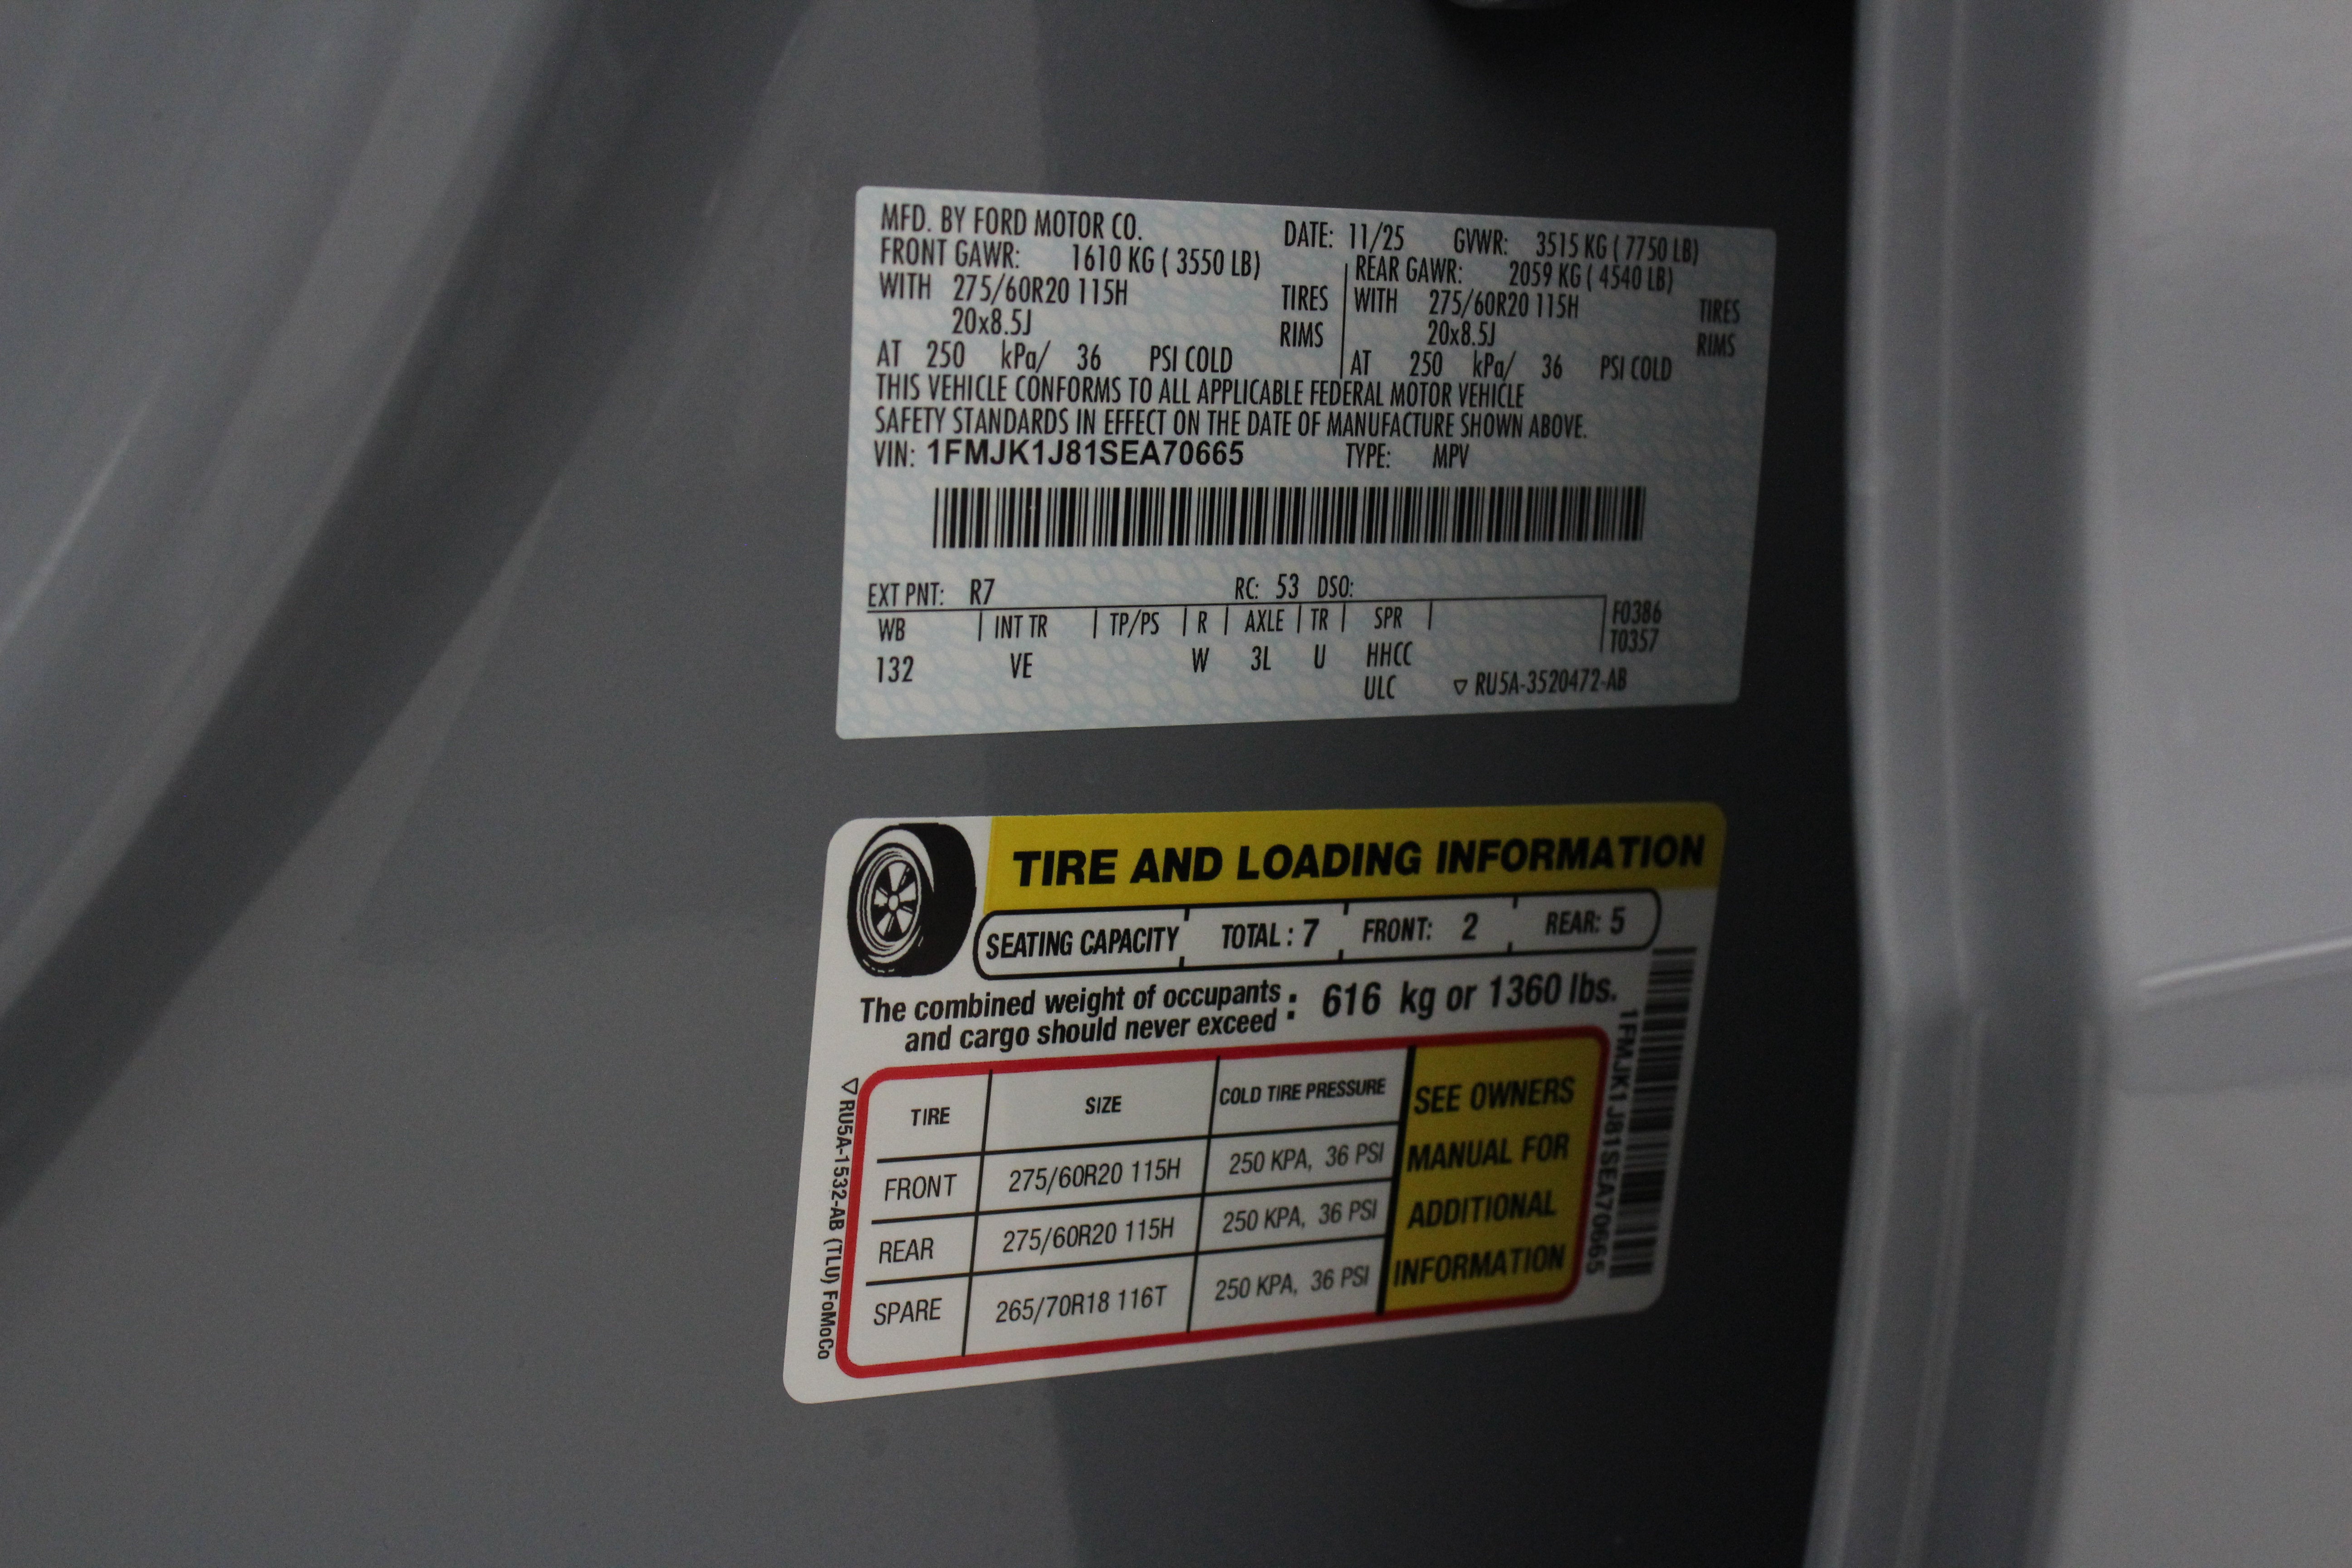 MFD. BY FORD MOTOR CO. DATE: 11/25 GVWR: 3515 KG ( 7750 LB)
FRONT GAWR: 1610 KG ( 3550 LB) REAR GAWR: 2059 KG ( 4540 LB)
WITH 275/60R20 115H TIRES WITH 275/60R20 115H TIRES
20x8.5J RIMS 20x8.5J RIMS
AT 250 kPa/ 36 PSI COLD AT 250 kPa/ 36 PSI COLD
THIS VEHICLE CONFORMS TO ALL APPLICABLE FEDERAL MOTOR VEHICLE
SAFETY STANDARDS IN EFFECT ON THE DATE OF MANUFACTURE SHOWN ABOVE.
VIN: 1FMJK1J81SEA70665 TYPE: MPV
EXT PNT: R7 RC: 53 DSO:
WB INT TR TP/PS R AXLE TR SPR F0386
T0357
132 VE W 3L U HHCC
ULC ▽ RU5A-3520472-AB
TIRE AND LOADING INFORMATION
SEATING CAPACITY TOTAL : 7 FRONT: 2 REAR: 5
The combined weight of occupants : 616 kg or 1360 lbs.
and cargo should never exceed :
TIRE SIZE COLD TIRE PRESSURE
FRONT 275/60R20 115H 250 KPA, 36 PSI
REAR 275/60R20 115H 250 KPA, 36 PSI
SPARE 265/70R18 116T 250 KPA, 36 PSI
SEE OWNERS
MANUAL FOR
ADDITIONAL
INFORMATION
▽ RU5A-1532-AB (TLU) FoMoCo
1FMJK1J81SEA70665